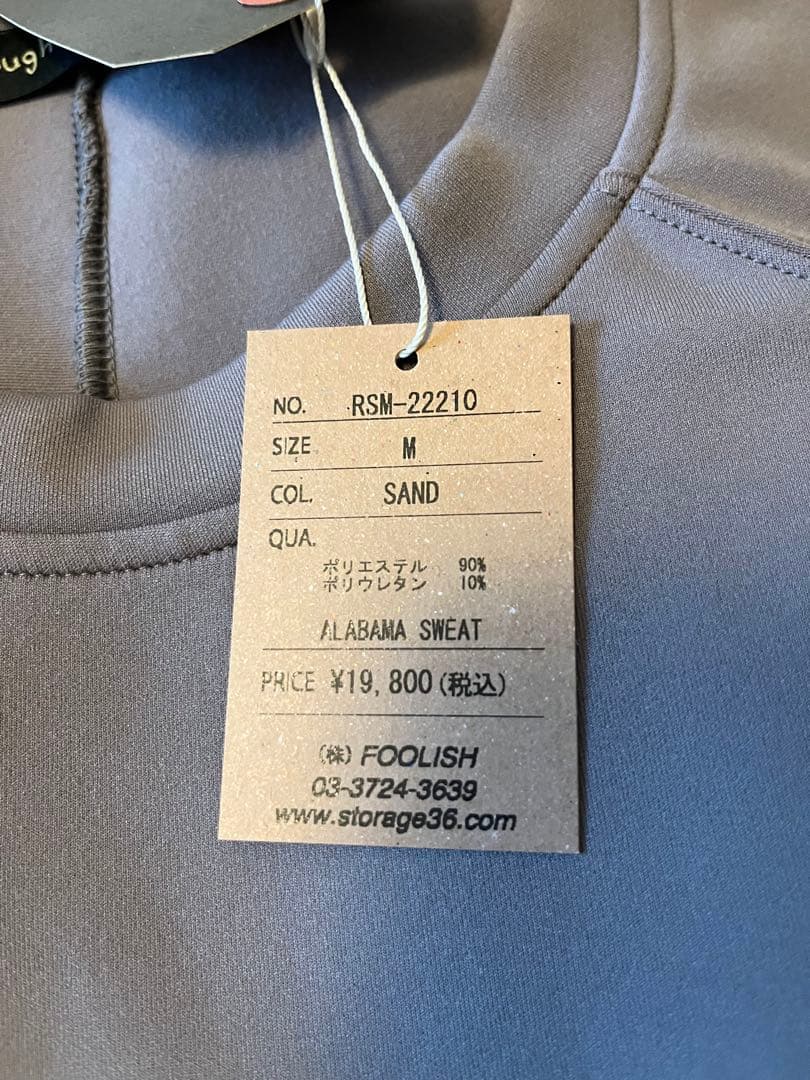 NO. RSM-22210
SIZE M
COL. SAND
QUA.
ポリエステル 90%
ポリウレタン 10%
ALABAMA SWEAT
PRICE ¥19,800(税込)
(株) FOOLISH
03-3724-3639
www.storage36.com